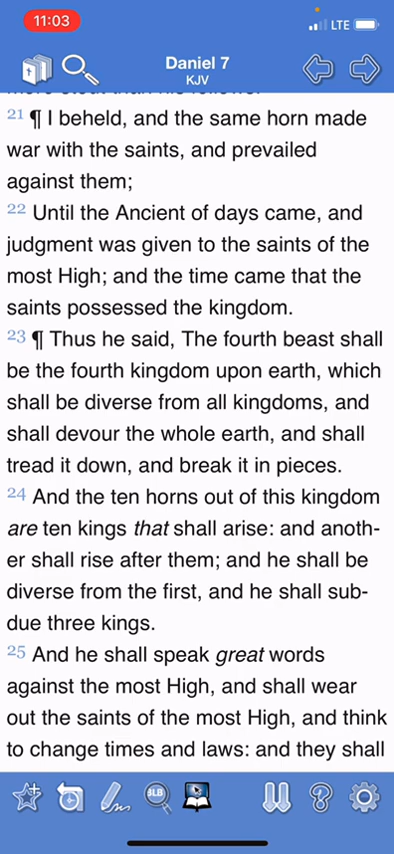 11:03
LTE
Daniel 7
KJV
21 ¶ I beheld, and the same horn made
war with the saints, and prevailed
against them;
22 Until the Ancient of days came, and
judgment was given to the saints of the
most High; and the time came that the
saints possessed the kingdom.
23 ¶ Thus he said, The fourth beast shall
be the fourth kingdom upon earth, which
shall be diverse from all kingdoms, and
shall devour the whole earth, and shall
tread it down, and break it in pieces.
24 And the ten horns out of this kingdom
are ten kings that shall arise: and anoth-
er shall rise after them; and he shall be
diverse from the first, and he shall sub-
due three kings.
25 And he shall speak great words
against the most High, and shall wear
out the saints of the most High, and think
to change times and laws: and they shall
BLB